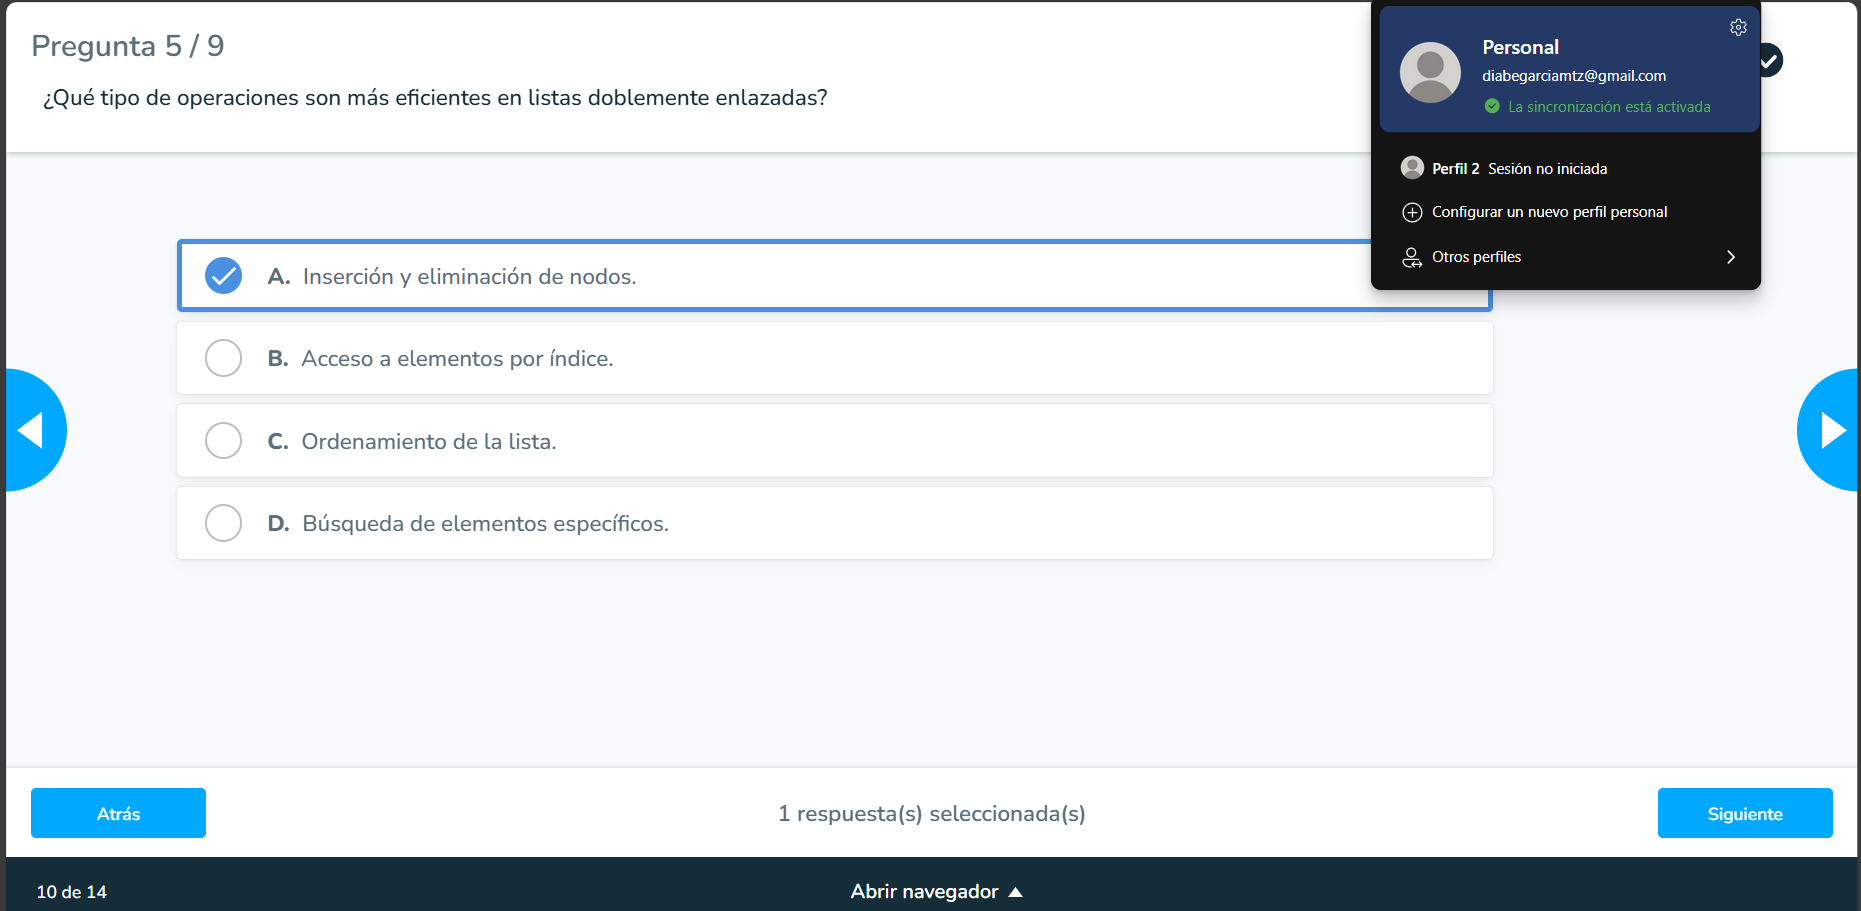 Pregunta 5 / 9
¿Qué tipo de operaciones son más eficientes en listas doblemente enlazadas?
Personal
diabegarciamtz@gmail.com
La sincronización está activada
Perfil 2 Sesión no iniciada
Configurar un nuevo perfil personal
Otros perfiles
A. Inserción y eliminación de nodos.
B. Acceso a elementos por índice.
C. Ordenamiento de la lista.
D. Búsqueda de elementos específicos.
Atrás
1 respuesta(s) seleccionada(s)
Siguiente
10 de 14
Abrir navegador